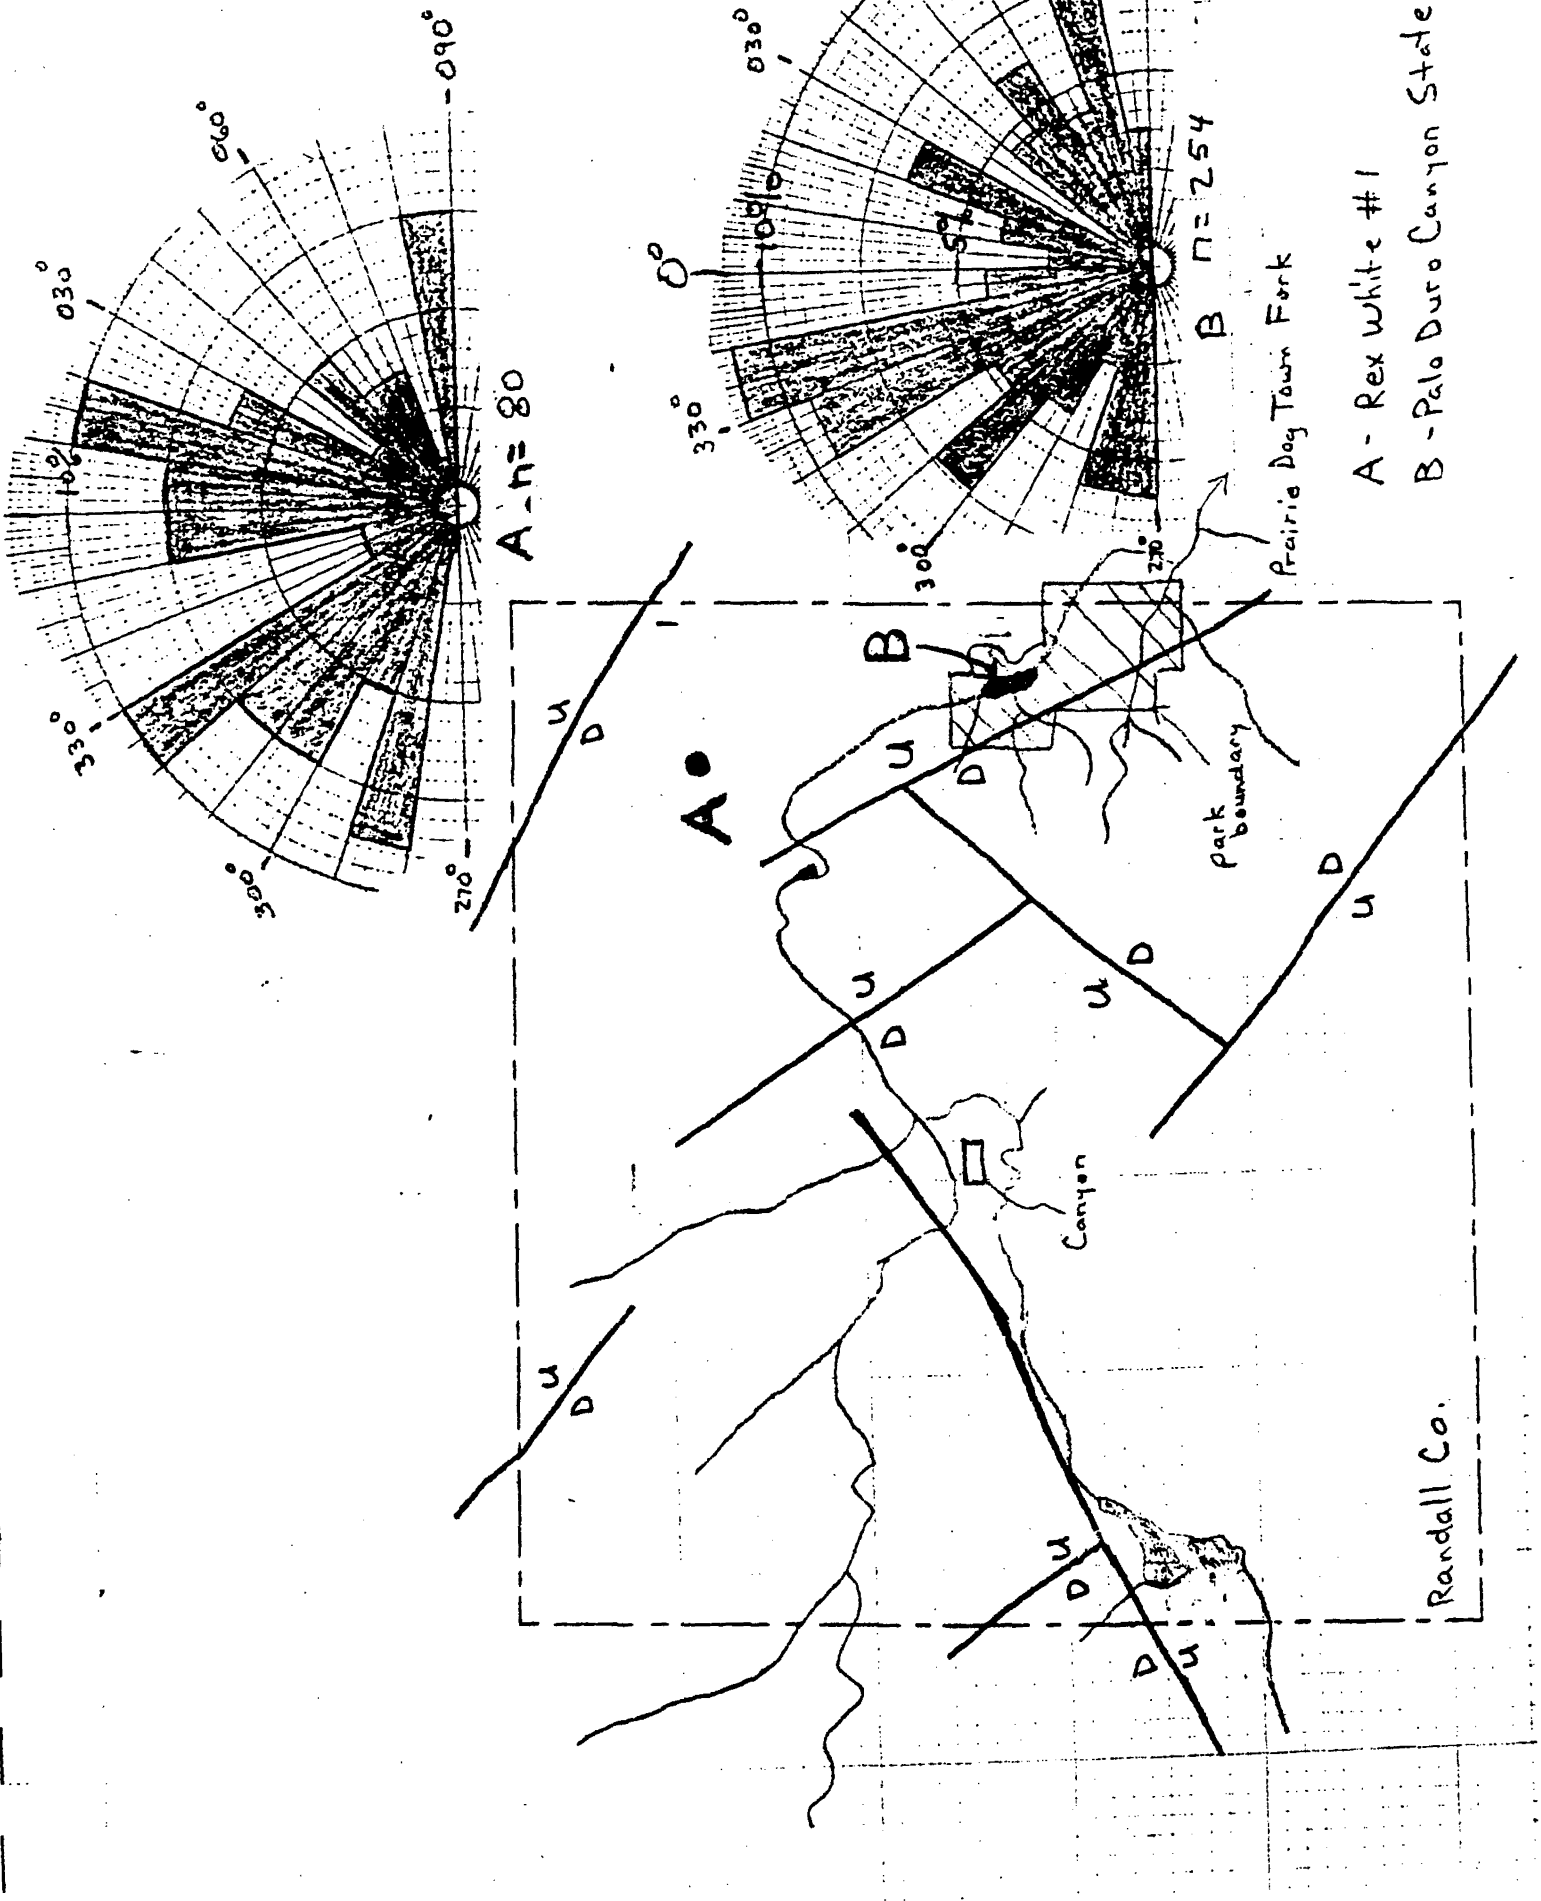 090°
060°
030°
10%
330°
300°
270°
A - n = 80
030°
0°
10%
5%
330°
300°
270°
B n = 254
Prairie Dog Town Fork
A - Rex White #1
B - Palo Duro Canyon State
U
D
A
B
U
D
Park
boundary
U
D
U
D
D
U
Canyon
U
D
U
D
D
U
Randall Co.